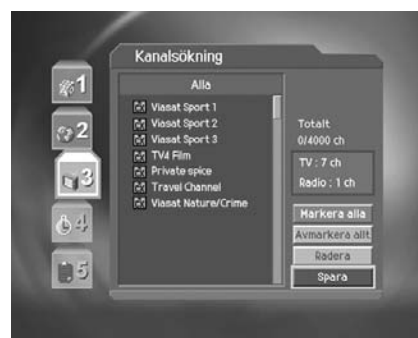 Kanalsökning
1
2
3
4
5
Alla
Viasat Sport 1
Viasat Sport 2
Viasat Sport 3
TV4 Film
Private spice
Travel Channel
Viasat Nature/Crime
Totalt
0/4000 ch
TV : 7 ch
Radio : 1 ch
Markera alla
Avmarkera allt
Radera
Spara